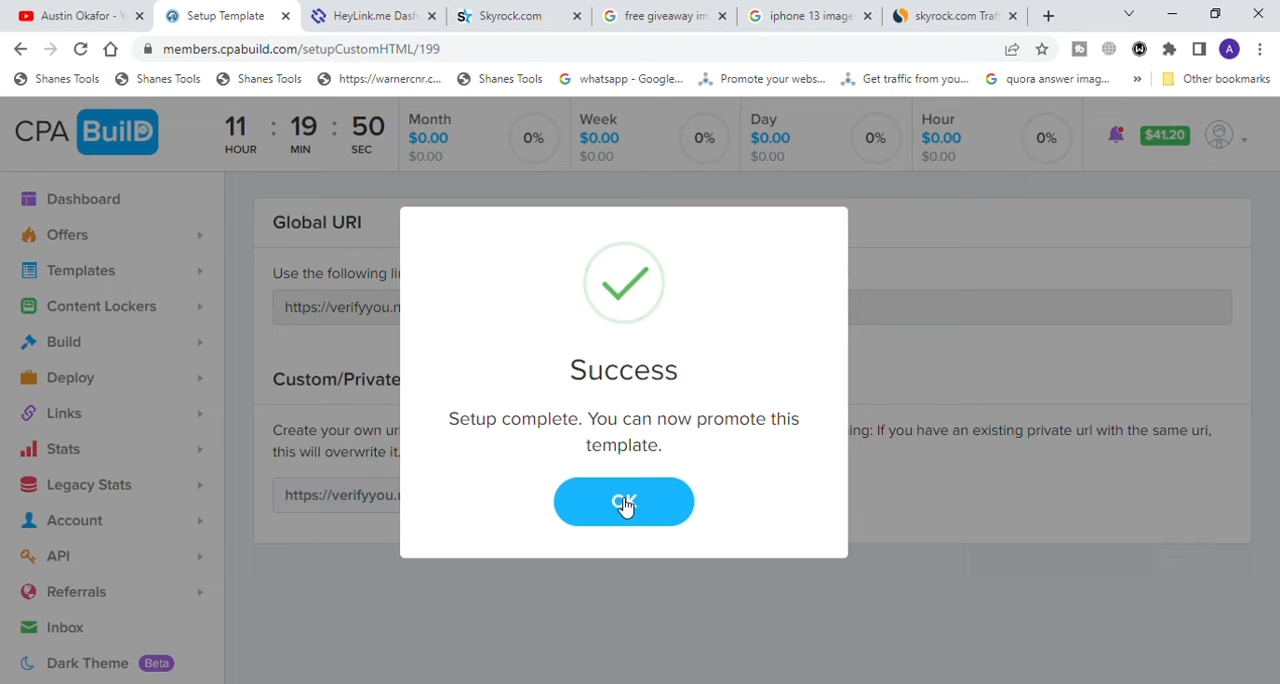 Austin Okafor - Y
Setup Template
HeyLink.me Dash
Skyrock.com
free giveaway im
iphone 13 image
skyrock.com Traf
members.cpabuild.com/setupCustomHTML/199
A
Shanes Tools
Shanes Tools
Shanes Tools
https://warnercnr.c...
Shanes Tools
whatsapp - Google...
Promote your webs...
Get traffic from you...
quora answer imag...
»
Other bookmarks
CPA BuilD
11 : 19 : 50
HOUR MIN SEC
Month
$0.00
$0.00
0%
Week
$0.00
$0.00
0%
Day
$0.00
$0.00
0%
Hour
$0.00
$0.00
0%
$41.20
Dashboard
Offers
Templates
Content Lockers
Build
Deploy
Links
Stats
Legacy Stats
Account
API
Referrals
Inbox
Dark Theme Beta
Global URI
Use the following li
https://verifyyou.n
Custom/Private
Create your own ur
ing: If you have an existing private url with the same uri,
this will overwrite it.
https://verifyyou.
Success
Setup complete. You can now promote this
template.
OK